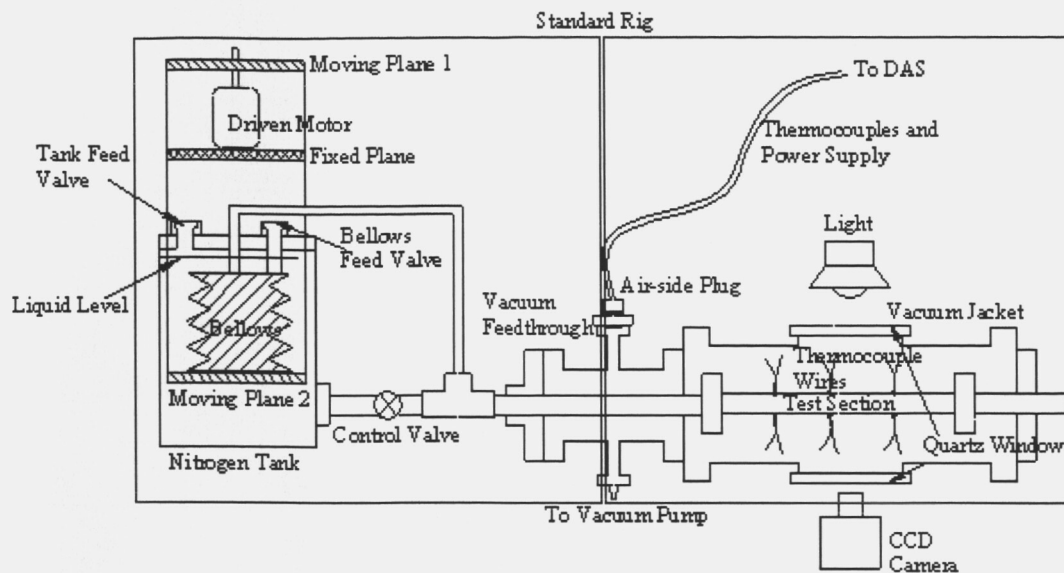 Standard Rig
Moving Plane 1
To DAS
Driven Motor
Thermocouples and
Power Supply
Tank Feed
Valve
Fixed Plane
Bellows
Feed Valve
Light
Liquid Level
Air-side Plug
Vacuum
Feedthrough
Vacuum Jacket
Bellows
Thermocouple
Wires
Moving Plane 2
Test Section
Control Valve
Quartz Window
Nitrogen Tank
To Vacuum Pump
CCD
Camera